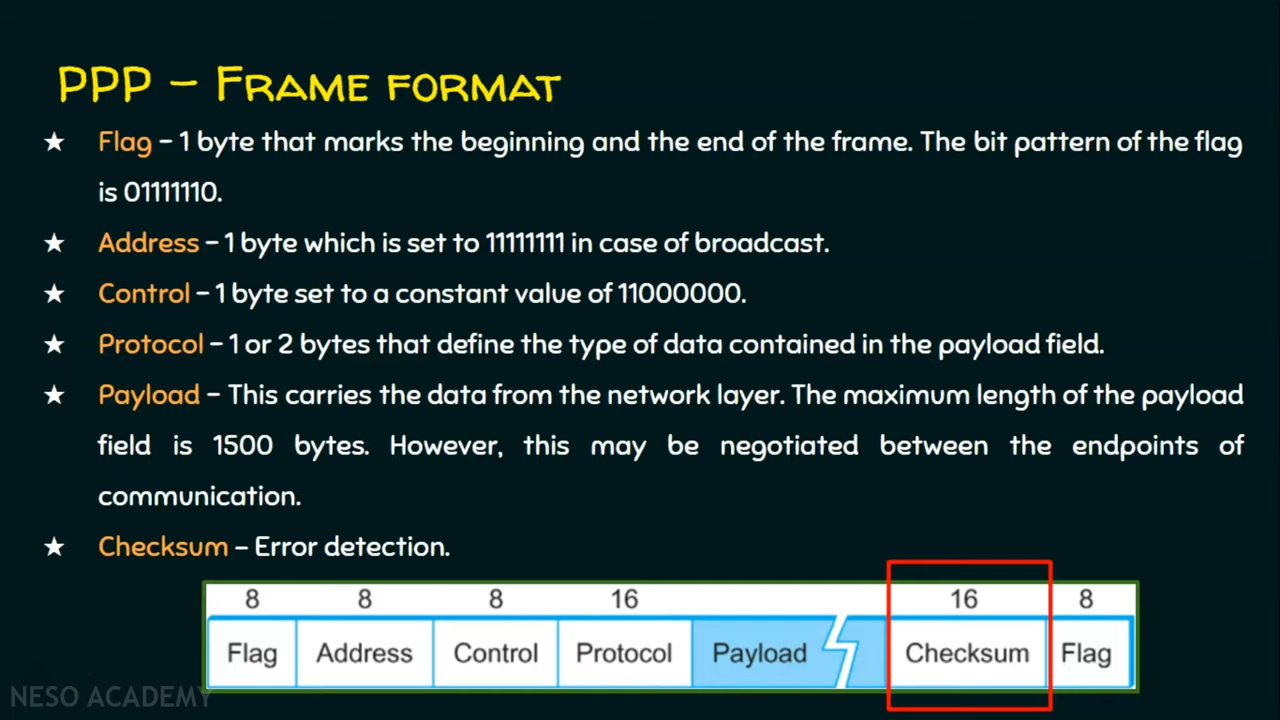 PPP – FRAME FORMAT
★ Flag – 1 byte that marks the beginning and the end of the frame. The bit pattern of the flag
is 01111110.
★ Address – 1 byte which is set to 11111111 in case of broadcast.
★ Control – 1 byte set to a constant value of 11000000.
★ Protocol – 1 or 2 bytes that define the type of data contained in the payload field.
★ Payload – This carries the data from the network layer. The maximum length of the payload
field is 1500 bytes. However, this may be negotiated between the endpoints of
communication.
★ Checksum – Error detection.
8 8 8 16 16 8
Flag Address Control Protocol Payload Checksum Flag
NESO ACADEMY